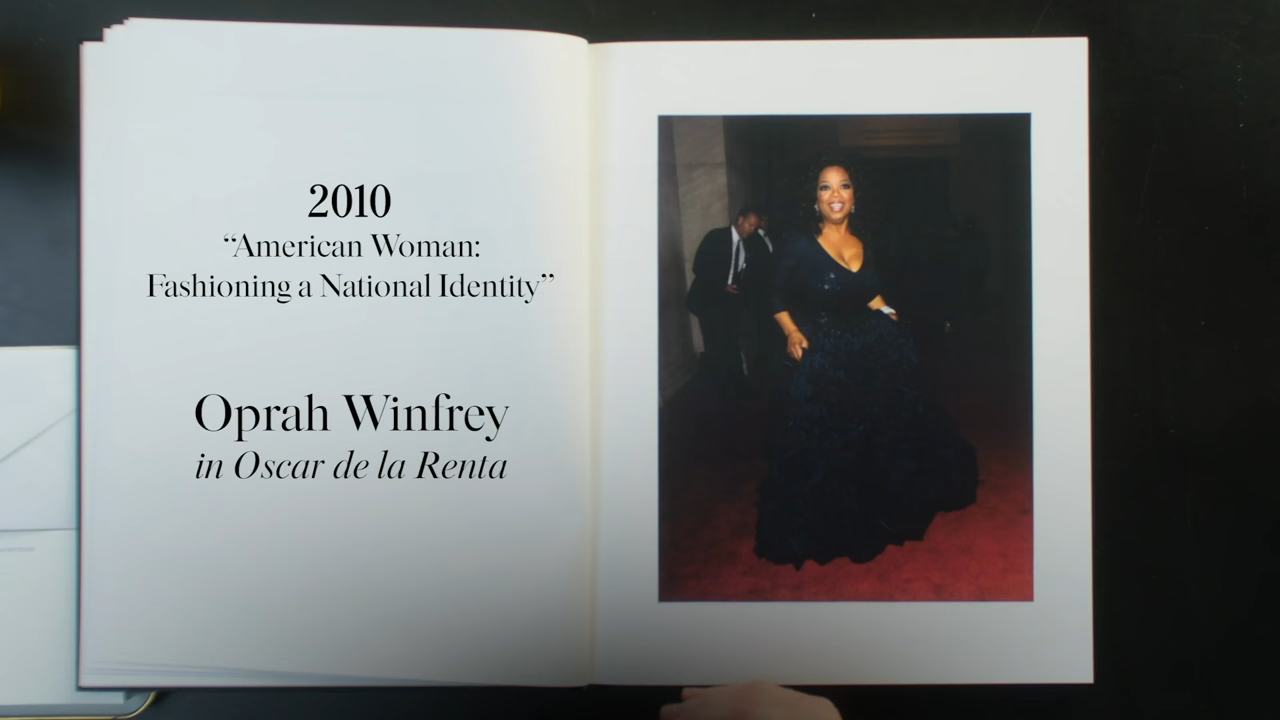 2010
“American Woman:
Fashioning a National Identity”
Oprah Winfrey
in Oscar de la Renta